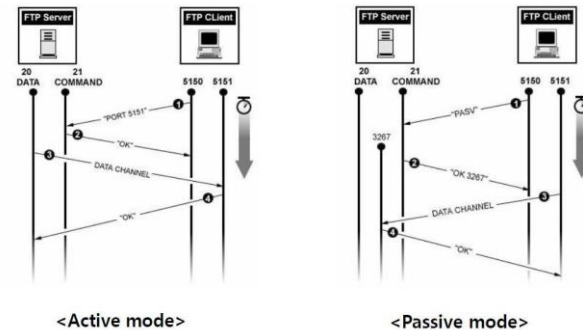 FTP Server
FTP CLient
20
DATA
21
COMMAND
5150
5151
1
"PORT 5151"
2
"OK"
3
DATA CHANNEL
4
"OK"
<Active mode>
FTP Server
FTP CLient
20
DATA
21
COMMAND
5150
5151
1
"PASV"
3267
2
"OK 3267"
3
DATA CHANNEL
4
"OK"
<Passive mode>